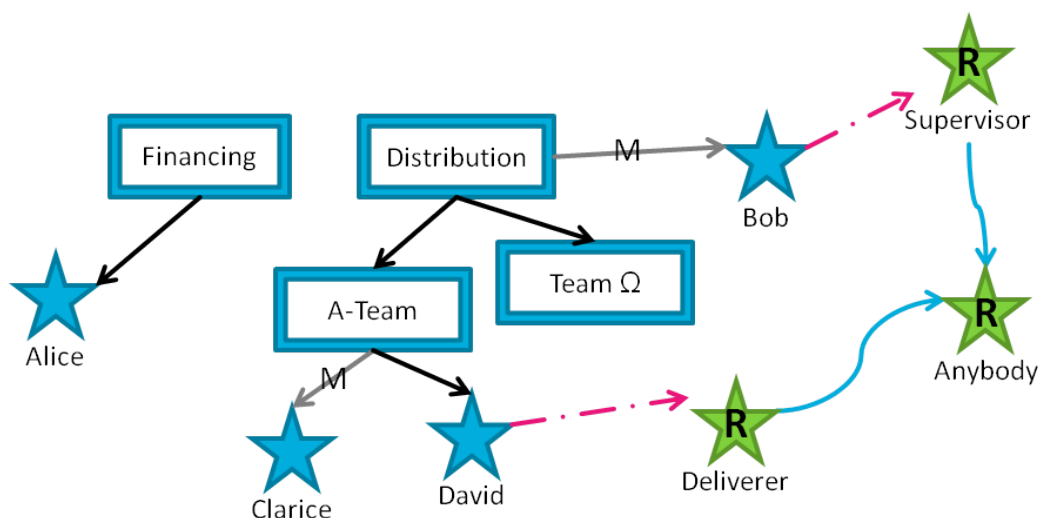 R
Supervisor
Financing
Distribution
M
Bob
Team Ω
A-Team
Alice
R
Anybody
M
R
Clarice
David
Deliverer